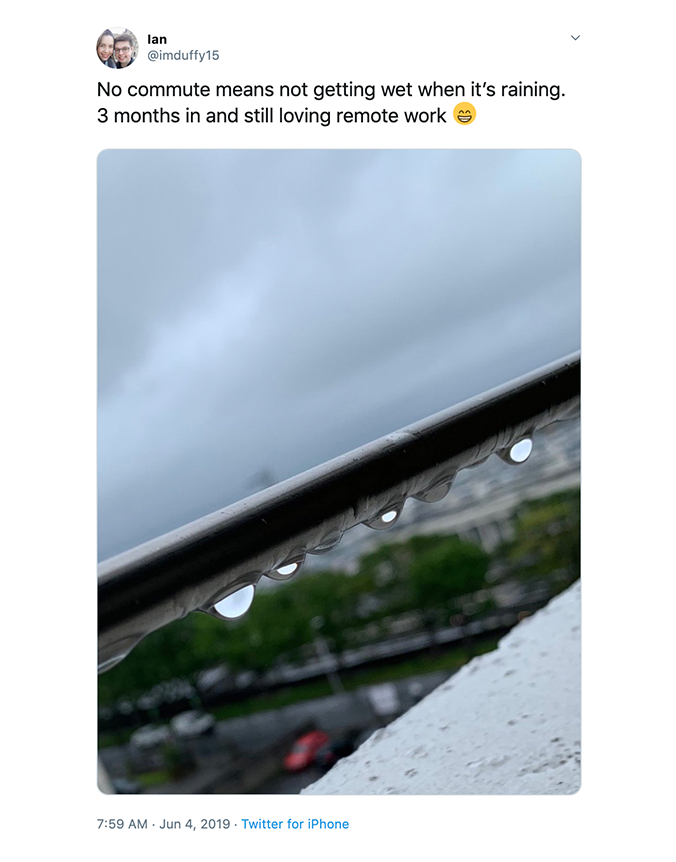 Ian
@imduffy15
No commute means not getting wet when it’s raining.
3 months in and still loving remote work 😁
7:59 AM · Jun 4, 2019 · Twitter for iPhone